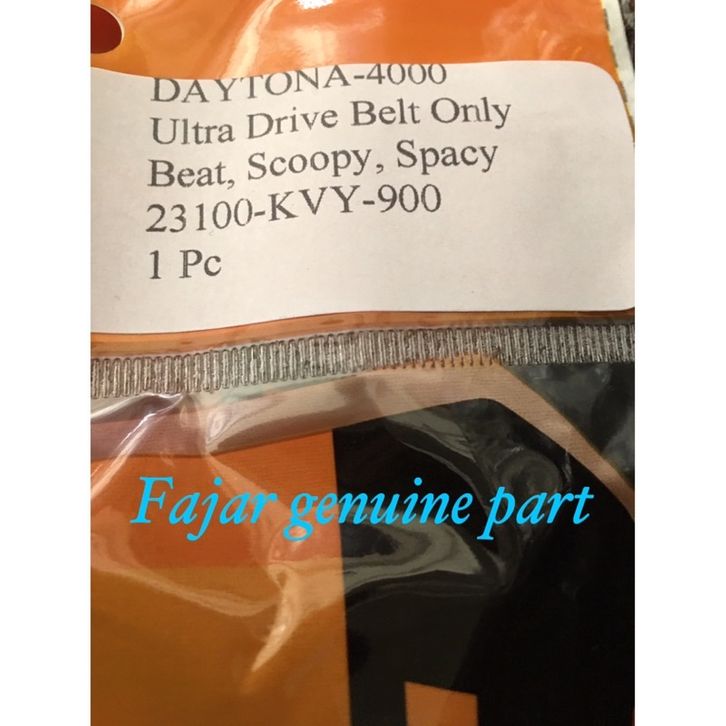 DAYTONA-4000
Ultra Drive Belt Only
Beat, Scoopy, Spacy
23100-KVY-900
1 Pc
Fajar genuine part